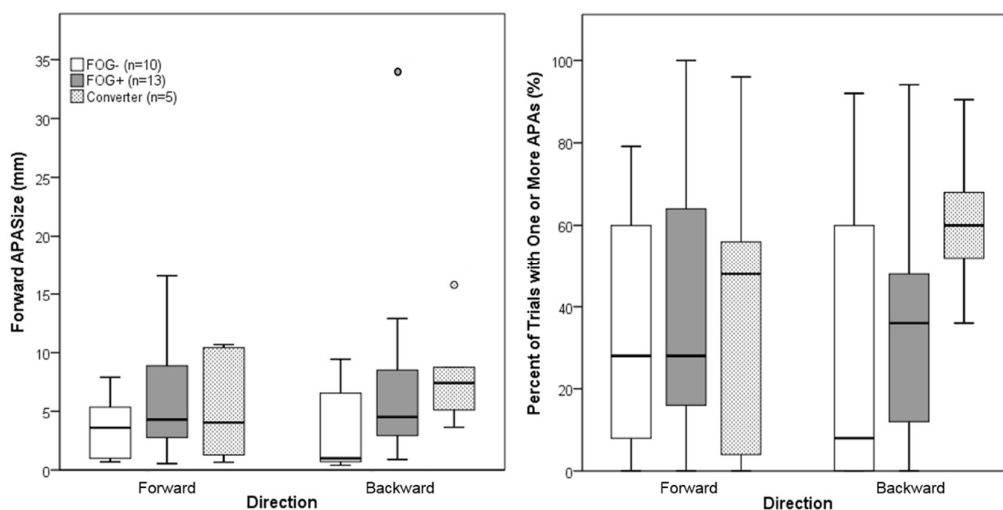 Forward APASize (mm)
35
30
25
20
15
10
5
0
FOG- (n=10)
FOG+ (n=13)
Converter (n=5)
Forward
Backward
Direction
Percent of Trials with One or More APAs (%)
100
80
60
40
20
0
Forward
Backward
Direction